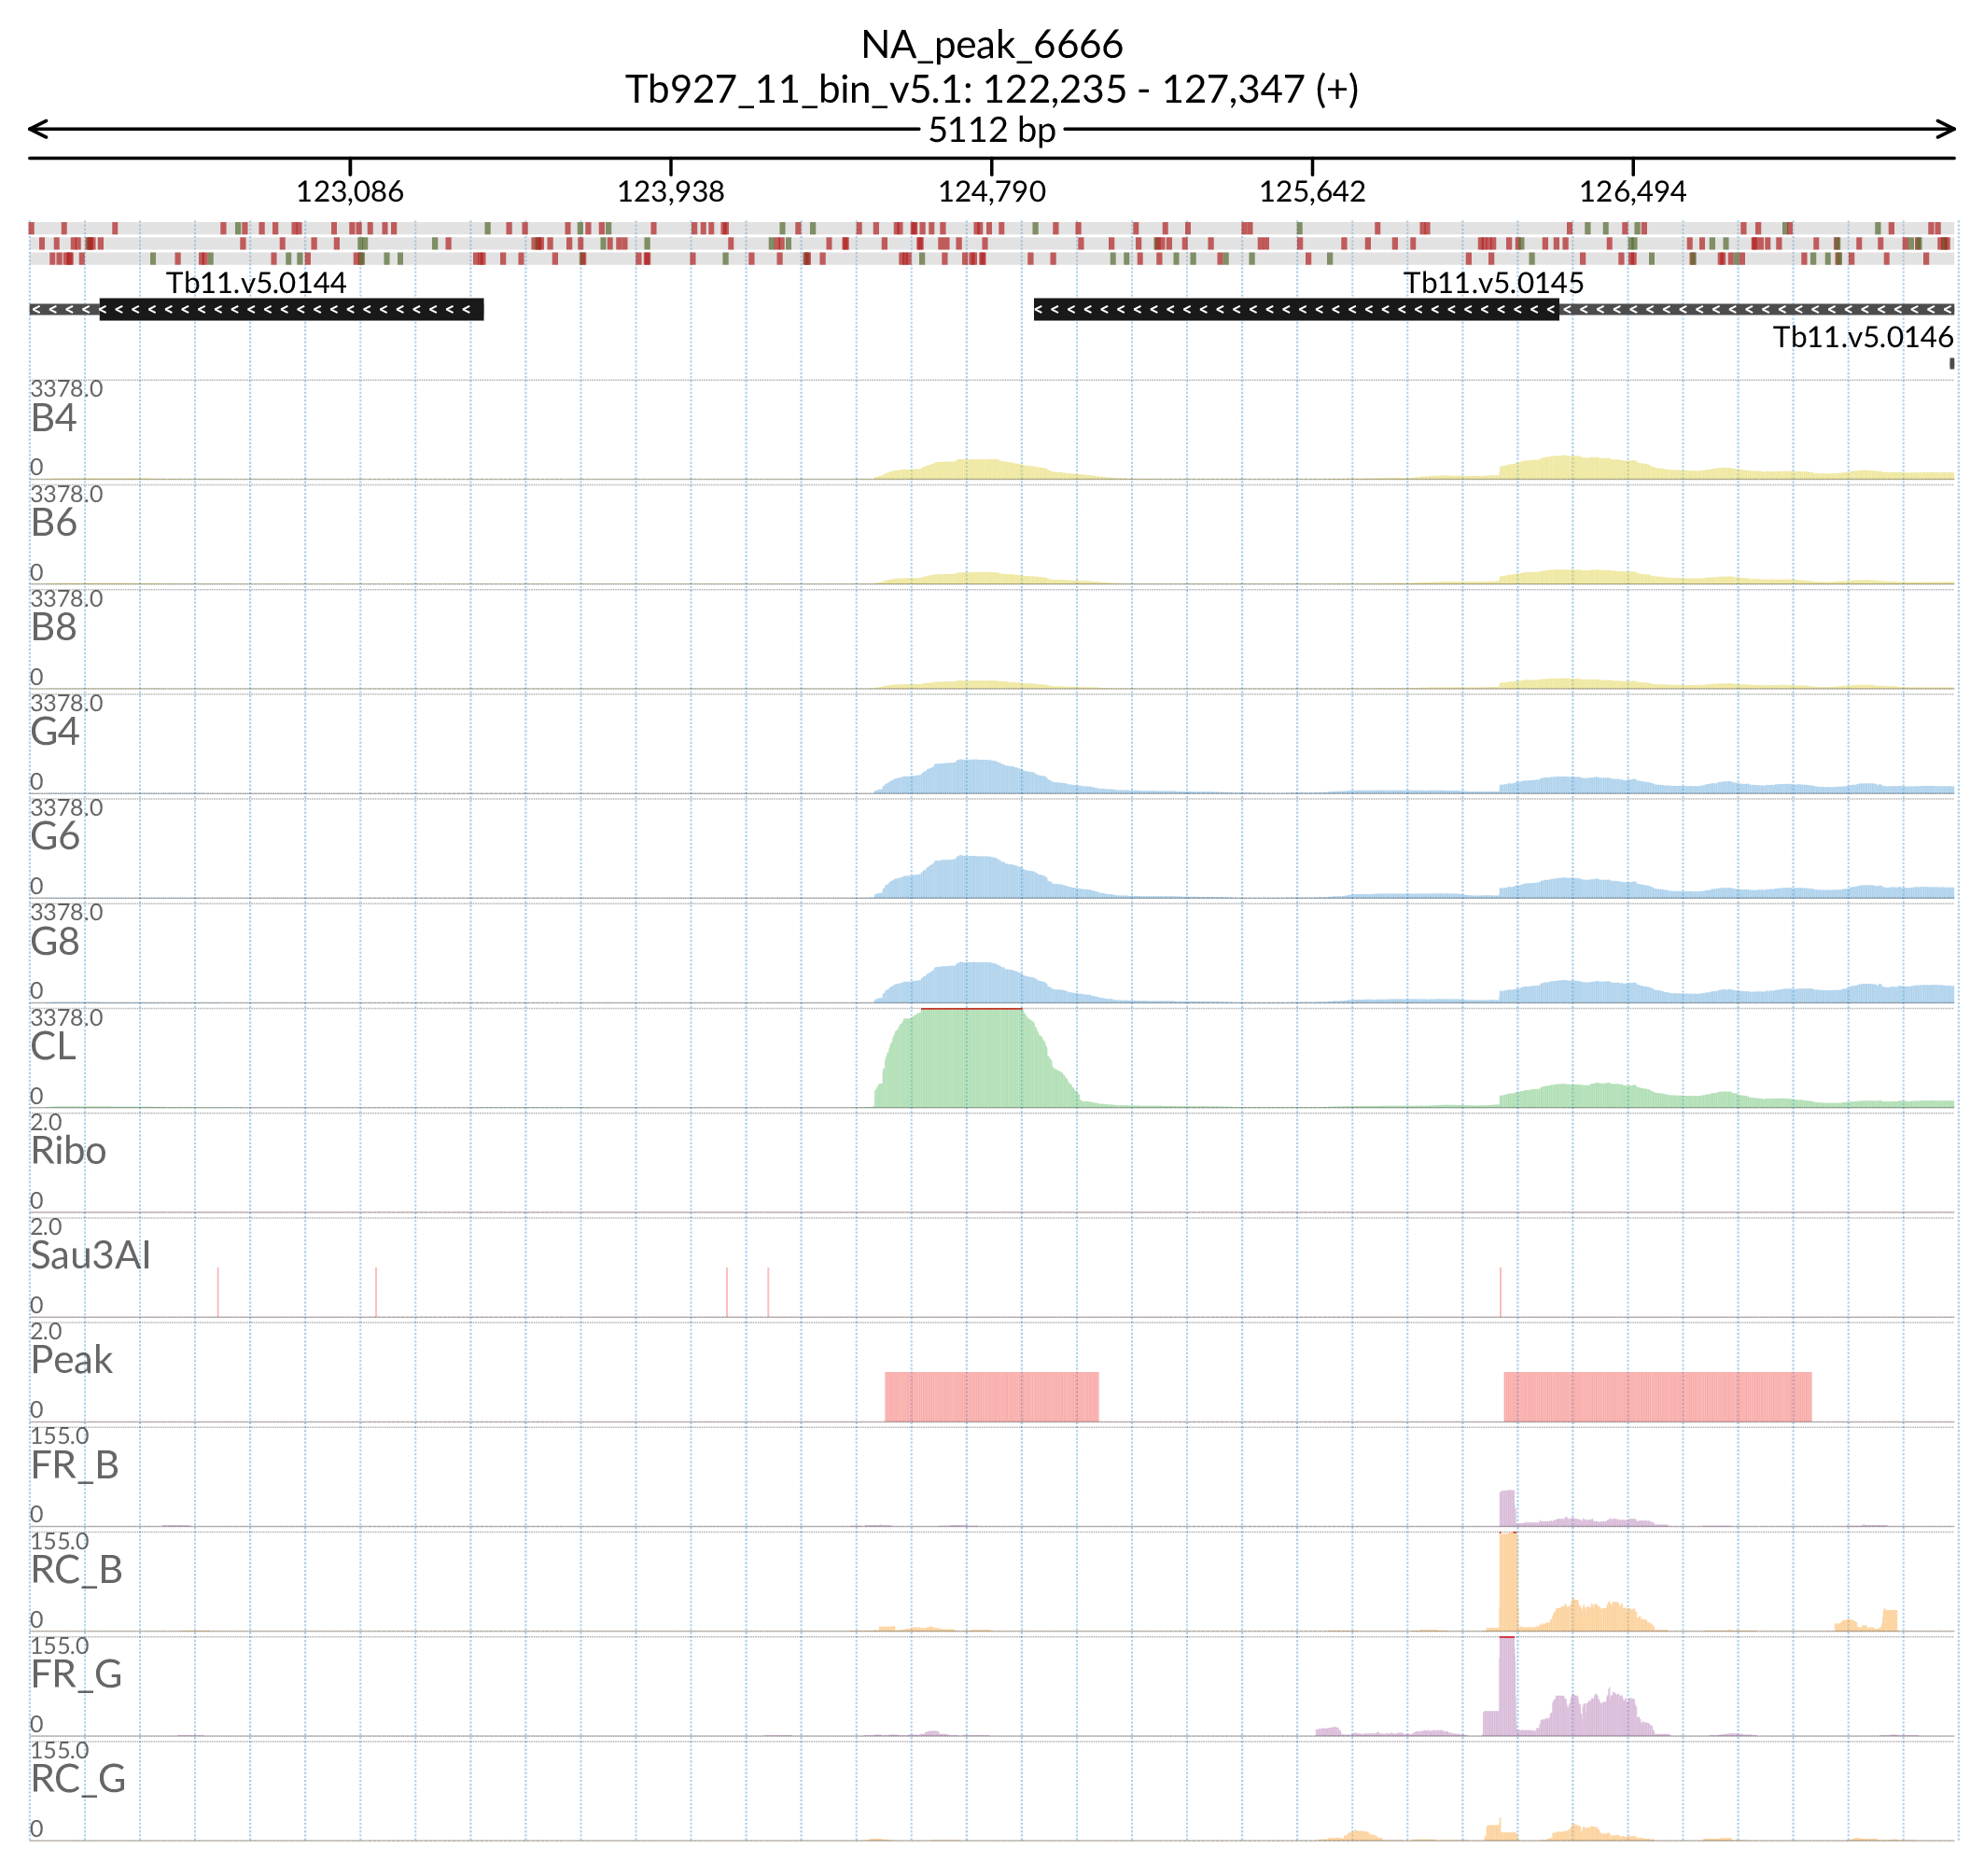 NA_peak_6666
Tb927_11_bin_v5.1: 122,235 - 127,347 (+)
5112 bp
123,086 123,938 124,790 125,642 126,494
Tb11.v5.0144 Tb11.v5.0145
Tb11.v5.0146
3378.0
B4
0
3378.0
B6
0
3378.0
B8
0
3378.0
G4
0
3378.0
G6
0
3378.0
G8
0
3378.0
CL
0
2.0
Ribo
0
2.0
Sau3AI
0
2.0
Peak
0
155.0
FR_B
0
155.0
RC_B
0
155.0
FR_G
0
155.0
RC_G
0